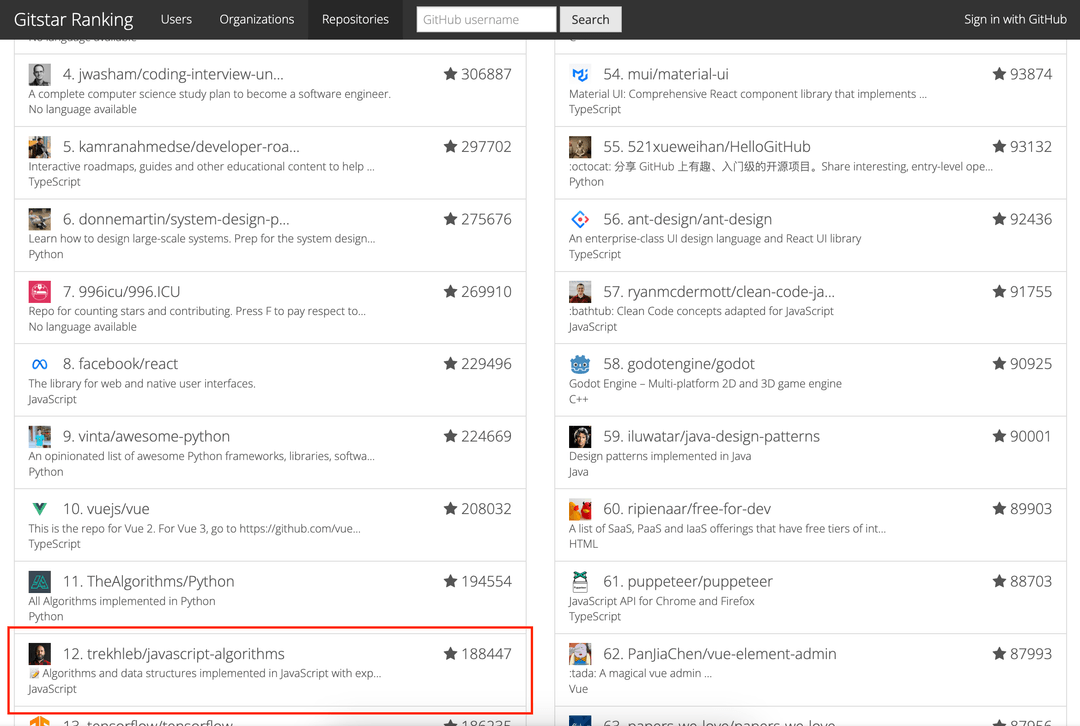 Gitstar Ranking Users Organizations Repositories GitHub username Search Sign in with GitHub
No language available
4. jwasham/coding-interview-un... 306887
A complete computer science study plan to become a software engineer.
No language available
5. kamranahmedse/developer-roa... 297702
Interactive roadmaps, guides and other educational content to help ...
TypeScript
6. donnemartin/system-design-p... 275676
Learn how to design large-scale systems. Prep for the system design...
Python
7. 996icu/996.ICU 269910
Repo for counting stars and contributing. Press F to pay respect to...
No language available
8. facebook/react 229496
The library for web and native user interfaces.
JavaScript
9. vinta/awesome-python 224669
An opinionated list of awesome Python frameworks, libraries, softwa...
Python
10. vuejs/vue 208032
This is the repo for Vue 2. For Vue 3, go to https://github.com/vue...
TypeScript
11. TheAlgorithms/Python 194554
All Algorithms implemented in Python
Python
12. trekhleb/javascript-algorithms 188447
📝 Algorithms and data structures implemented in JavaScript with exp...
JavaScript
13. tensorflow/tensorflow 186235
54. mui/material-ui 93874
Material UI: Comprehensive React component library that implements ...
TypeScript
55. 521xueweihan/HelloGitHub 93132
:octocat: 分享 GitHub 上有趣、入门级的开源项目。Share interesting, entry-level ope...
Python
56. ant-design/ant-design 92436
An enterprise-class UI design language and React UI library
TypeScript
57. ryanmcdermott/clean-code-ja... 91755
:bathtub: Clean Code concepts adapted for JavaScript
JavaScript
58. godotengine/godot 90925
Godot Engine – Multi-platform 2D and 3D game engine
C++
59. iluwatar/java-design-patterns 90001
Design patterns implemented in Java
Java
60. ripienaar/free-for-dev 89903
A list of SaaS, PaaS and IaaS offerings that have free tiers of int...
HTML
61. puppeteer/puppeteer 88703
JavaScript API for Chrome and Firefox
TypeScript
62. PanJiaChen/vue-element-admin 87993
:tada: A magical vue admin ...
Vue
63. papers-we-love/papers-we-love 87956